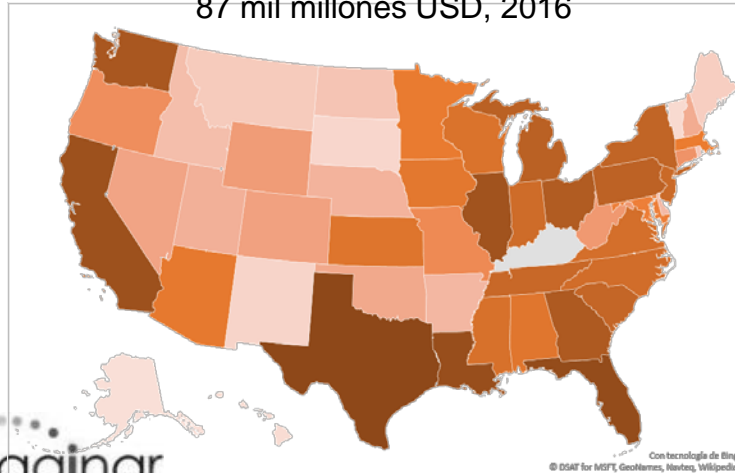 87 mil millones USD, 2016
Con tecnología de Bing
© DSAT for MSFT, GeoNames, Navteq, Wikipedia